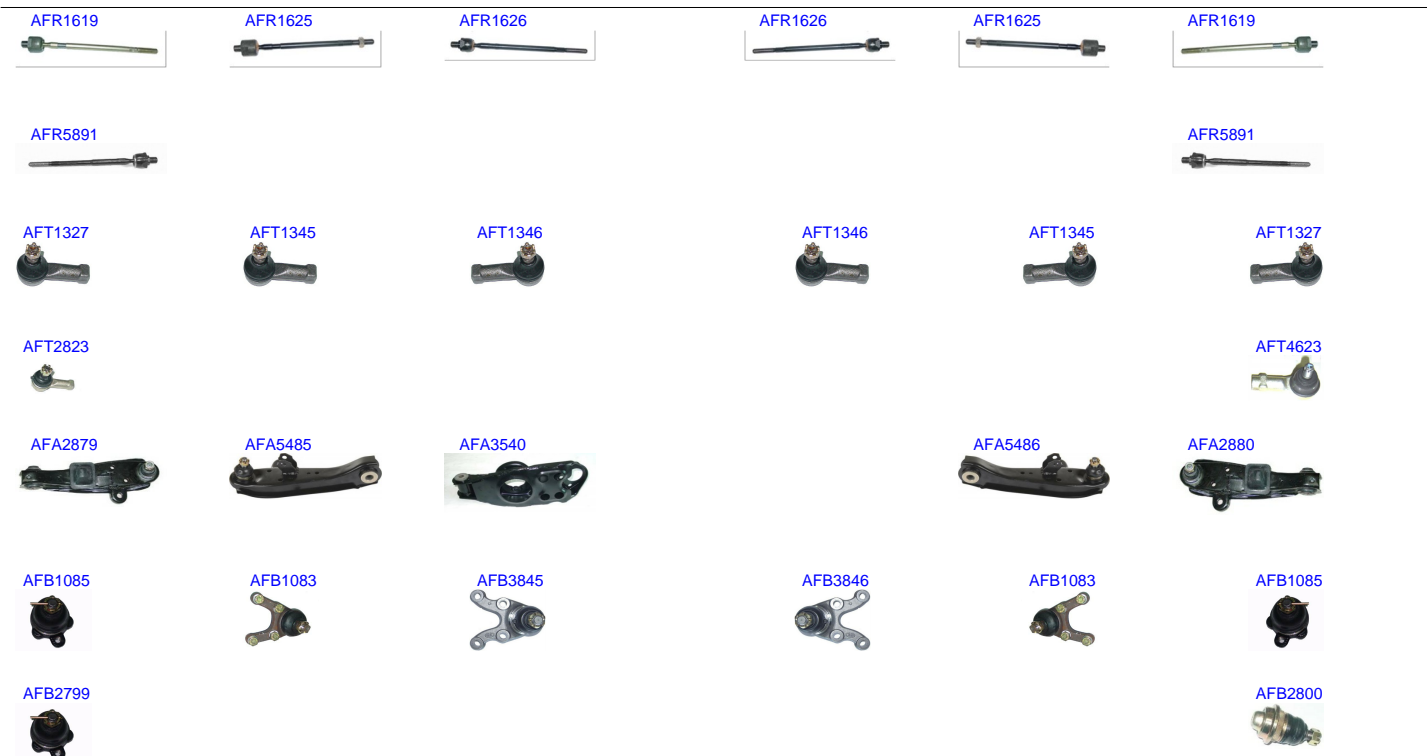 AFR1619 AFR1625 AFR1626 AFR1626 AFR1625 AFR1619
AFR5891 AFR5891
AFT1327 AFT1345 AFT1346 AFT1346 AFT1345 AFT1327
AFT2823 AFT4623
AFA2879 AFA5485 AFA3540 AFA5486 AFA2880
AFB1085 AFB1083 AFB3845 AFB3846 AFB1083 AFB1085
AFB2799 AFB2800